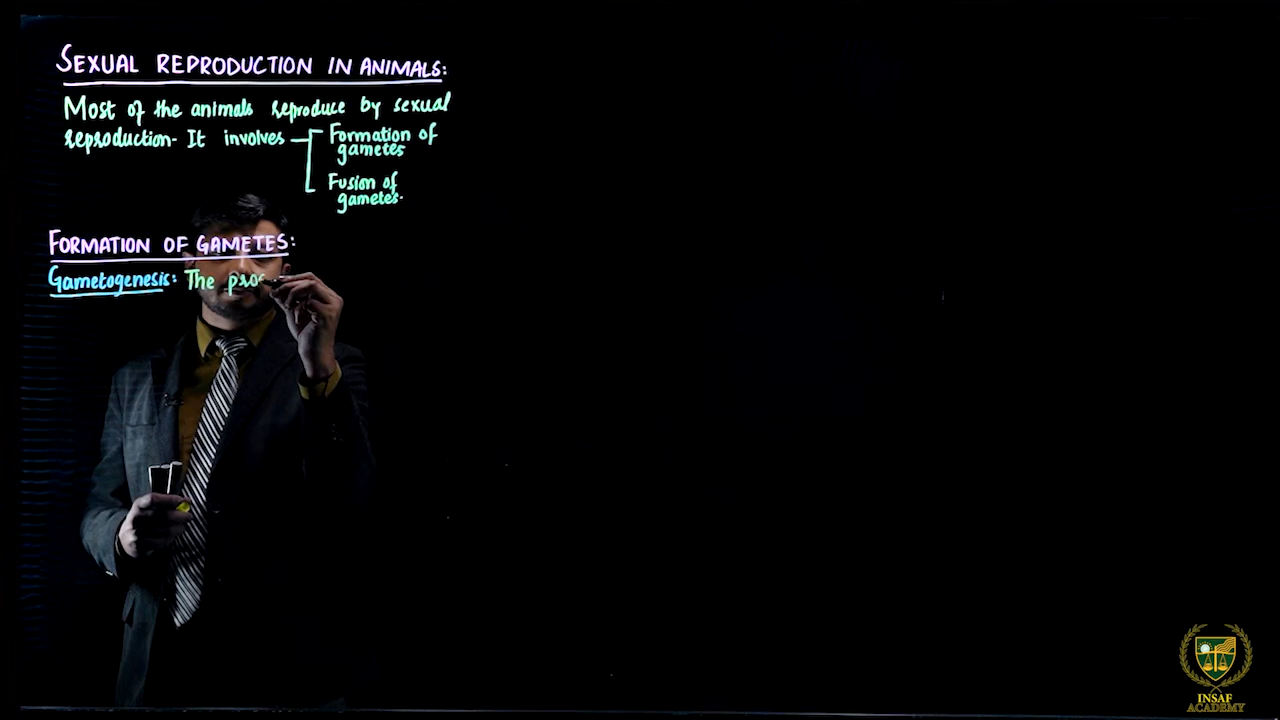 SEXUAL REPRODUCTION IN ANIMALS:
Most of the animals reproduce by sexual
reproduction. It involves
Formation of
gametes
Fusion of
gametes.
FORMATION OF GAMETES:
Gametogenesis: The proc
INSAF
ACADEMY